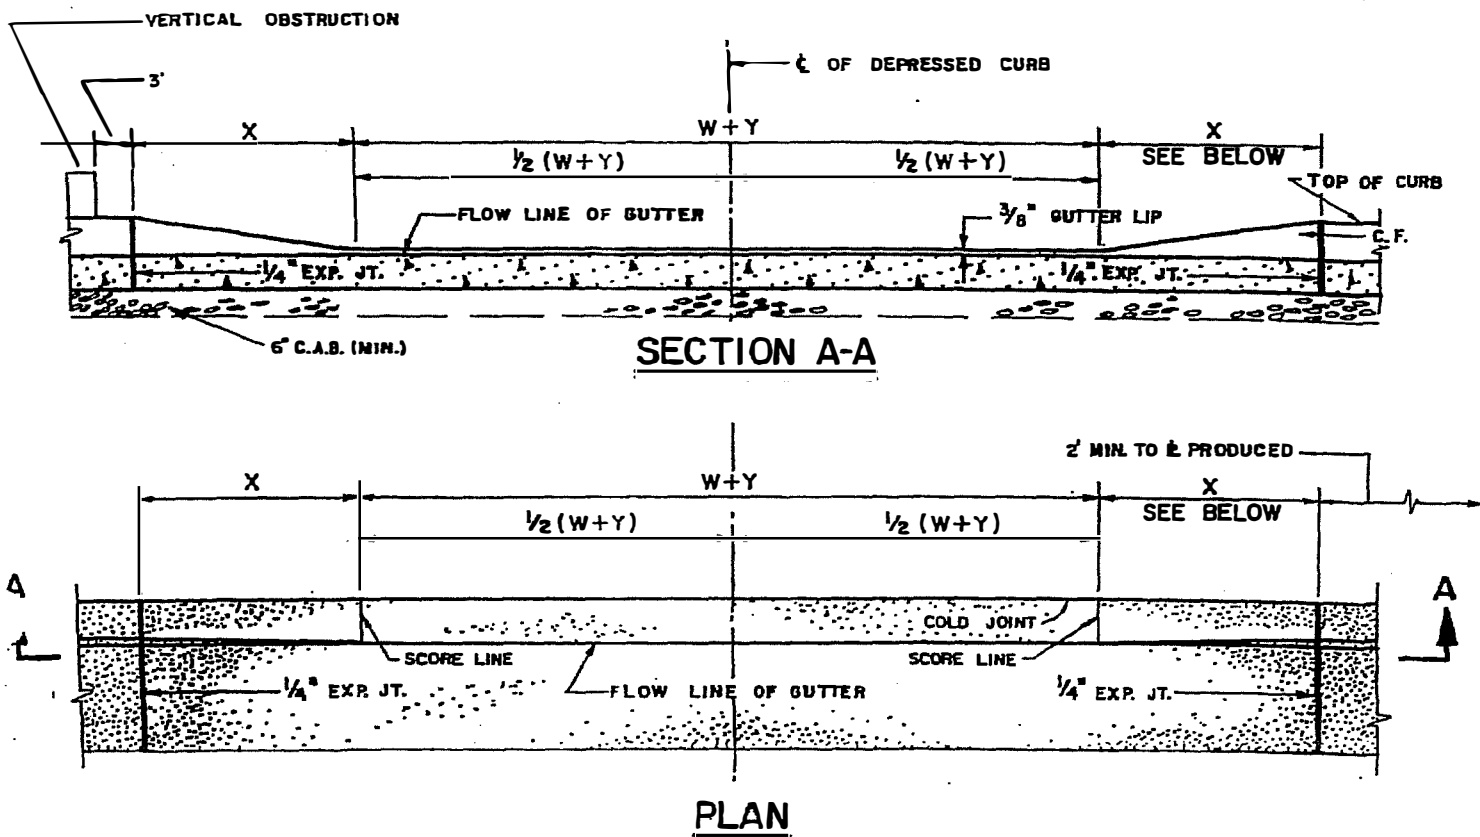 VERTICAL OBSTRUCTION
3'
℄ OF DEPRESSED CURB
X
W+Y
X
SEE BELOW
½ (W+Y)
½ (W+Y)
TOP OF CURB
FLOW LINE OF GUTTER
3/8" GUTTER LIP
C.F.
1/4" EXP. JT.
1/4" EXP. JT.
6" C.A.B. (MIN.)
SECTION A-A
2' MIN. TO ⅊ PRODUCED
X
W+Y
X
SEE BELOW
½ (W+Y)
½ (W+Y)
A
A
COLD JOINT
SCORE LINE
SCORE LINE
1/4" EXP. JT.
FLOW LINE OF GUTTER
1/4" EXP. JT.
PLAN